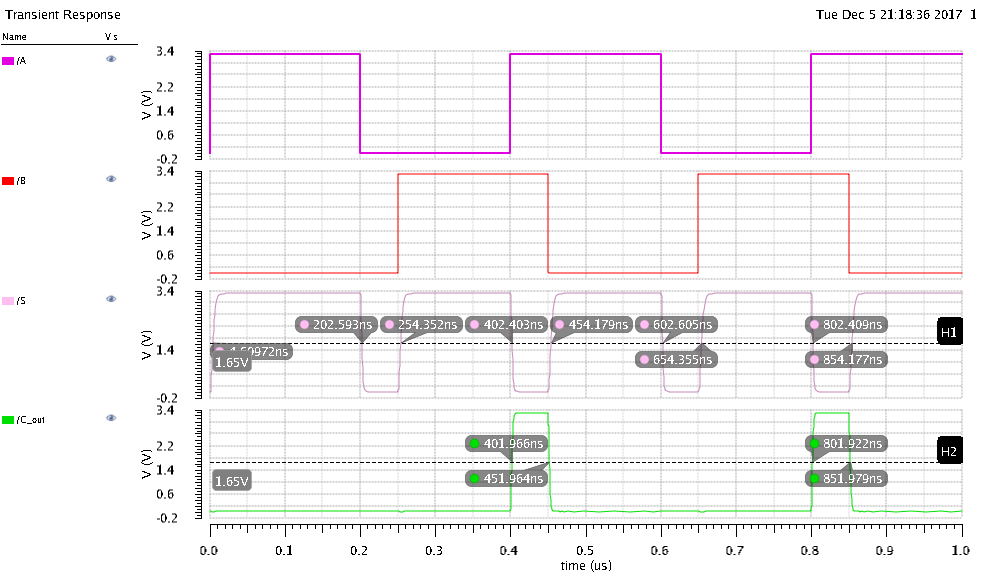 Transient Response Tue Dec 5 21:18:36 2017 1
Name Vis
/A
3.4
2.2
1.4
0.6
-0.2
V (V)
/B
3.4
2.2
1.4
0.6
-0.2
V (V)
/S
3.4
1.4
-0.2
V (V)
202.593ns 254.352ns 402.403ns 454.179ns 602.605ns 802.409ns
H1
1.65V
654.355ns 854.177ns
/C_out
3.4
2.2
1.4
0.6
-0.2
V (V)
401.966ns 801.922ns
H2
1.65V
451.964ns 851.979ns
0.0 0.1 0.2 0.3 0.4 0.5 0.6 0.7 0.8 0.9 1.0
time (us)